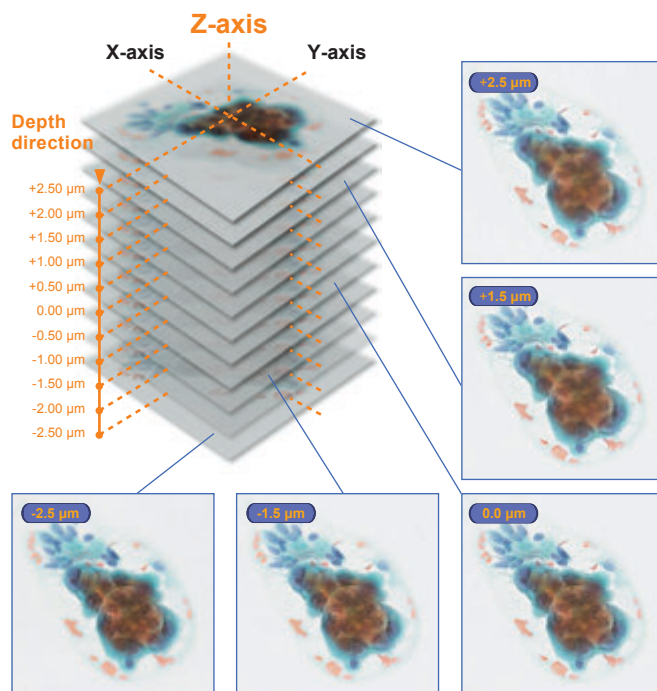 Z-axis
X-axis
Y-axis
Depth
direction
+2.50 µm
+2.00 µm
+1.50 µm
+1.00 µm
+0.50 µm
0.00 µm
-0.50 µm
-1.00 µm
-1.50 µm
-2.00 µm
-2.50 µm
+2.5 µm
+1.5 µm
-2.5 µm
-1.5 µm
0.0 µm